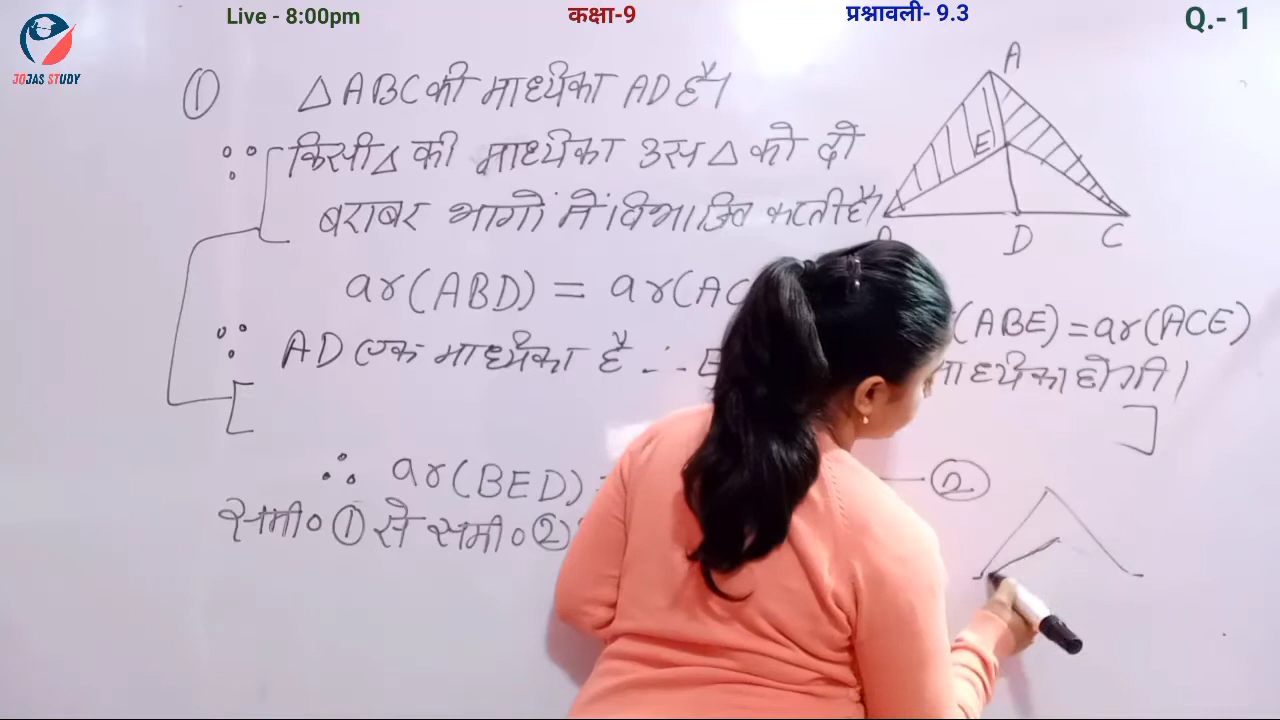 Live - 8:00pm
कक्षा-9
प्रश्नावली- 9.3
Q.- 1
JOJAS STUDY
① △ABC की माध्यिका AD है।
∵ किसी △ की माध्यिका उस △ को दो
बराबर भागों में विभाजित करती है।
A
E
D
C
ar(ABD) = ar(AC
(ABE) = ar(ACE)
∵ AD एक माध्यिका है ∴ E
माध्यिका होगी।
∴ ar(BED) =
②
समी० ① से समी० ②